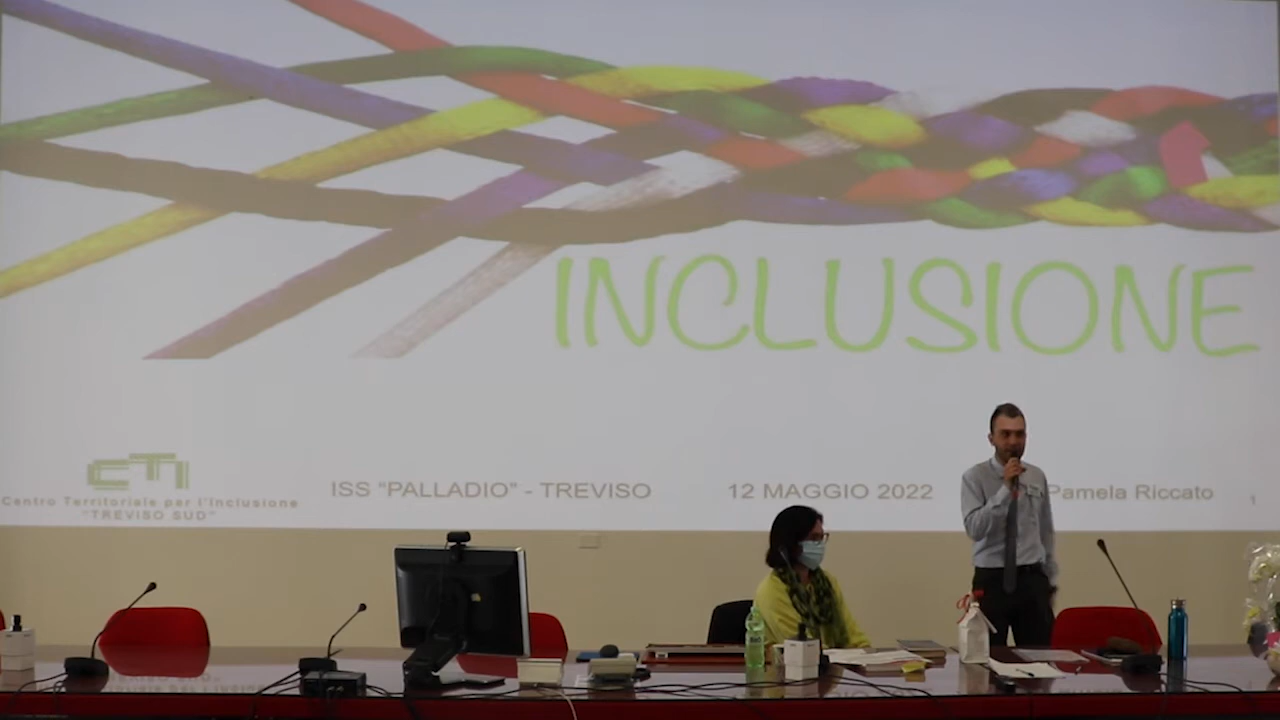 INCLUSIONE
CTI
Centro Territoriale per l'Inclusione
"TREVISO SUD"
ISS "PALLADIO" - TREVISO
12 MAGGIO 2022
Pamela Riccato
1